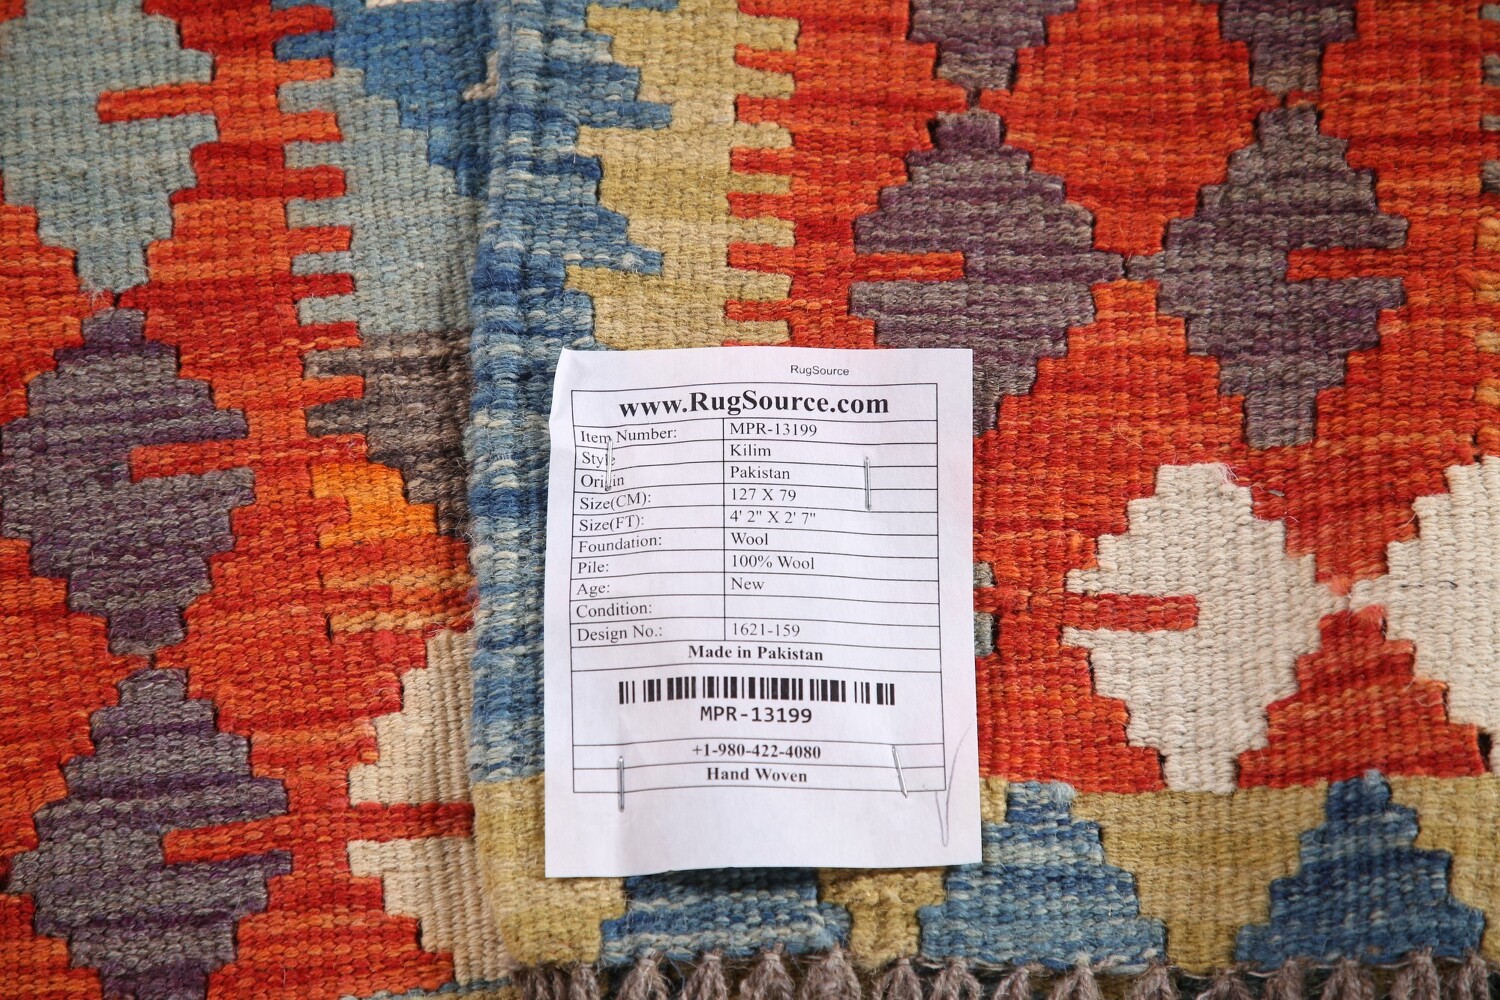 RugSource
www.RugSource.com
Item Number: MPR-13199
Style Kilim
Origin Pakistan
Size(CM): 127 X 79
Size(FT): 4' 2" X 2' 7"
Foundation: Wool
Pile: 100% Wool
Age: New
Condition:
Design No.: 1621-159
Made in Pakistan
MPR-13199
+1-980-422-4080
Hand Woven